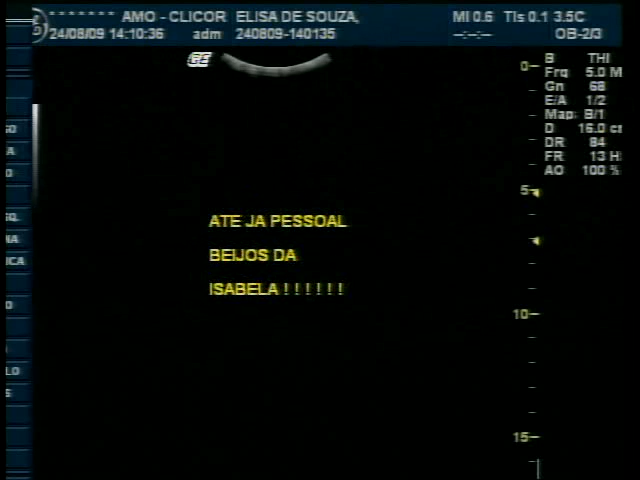 ******* AMO - CLICOR ELISA DE SOUZA, MI 0.6 TIs 0.1 3.5C
24/08/09 14:10:36 adm 240809-140135 --:--:-- OB-2/3
GE
B THI
Frq 5.0 M
Gn 68
E/A 1/2
Map B/1
D 16.0 c
DR 84
FR 13 H
AO 100 %
0
5
10
15
ATE JA PESSOAL
BEIJOS DA
ISABELA ! ! ! ! ! !